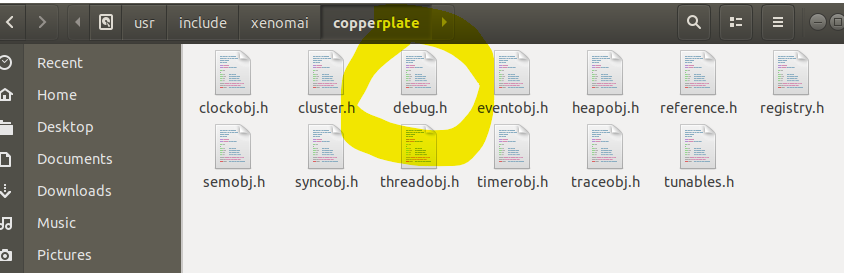 usr include xenomai copperplate
Recent
Home
Desktop
Documents
Downloads
Music
Pictures
clockobj.h cluster.h debug.h eventobj.h heapobj.h reference.h registry.h
semobj.h syncobj.h threadobj.h timerobj.h traceobj.h tunables.h